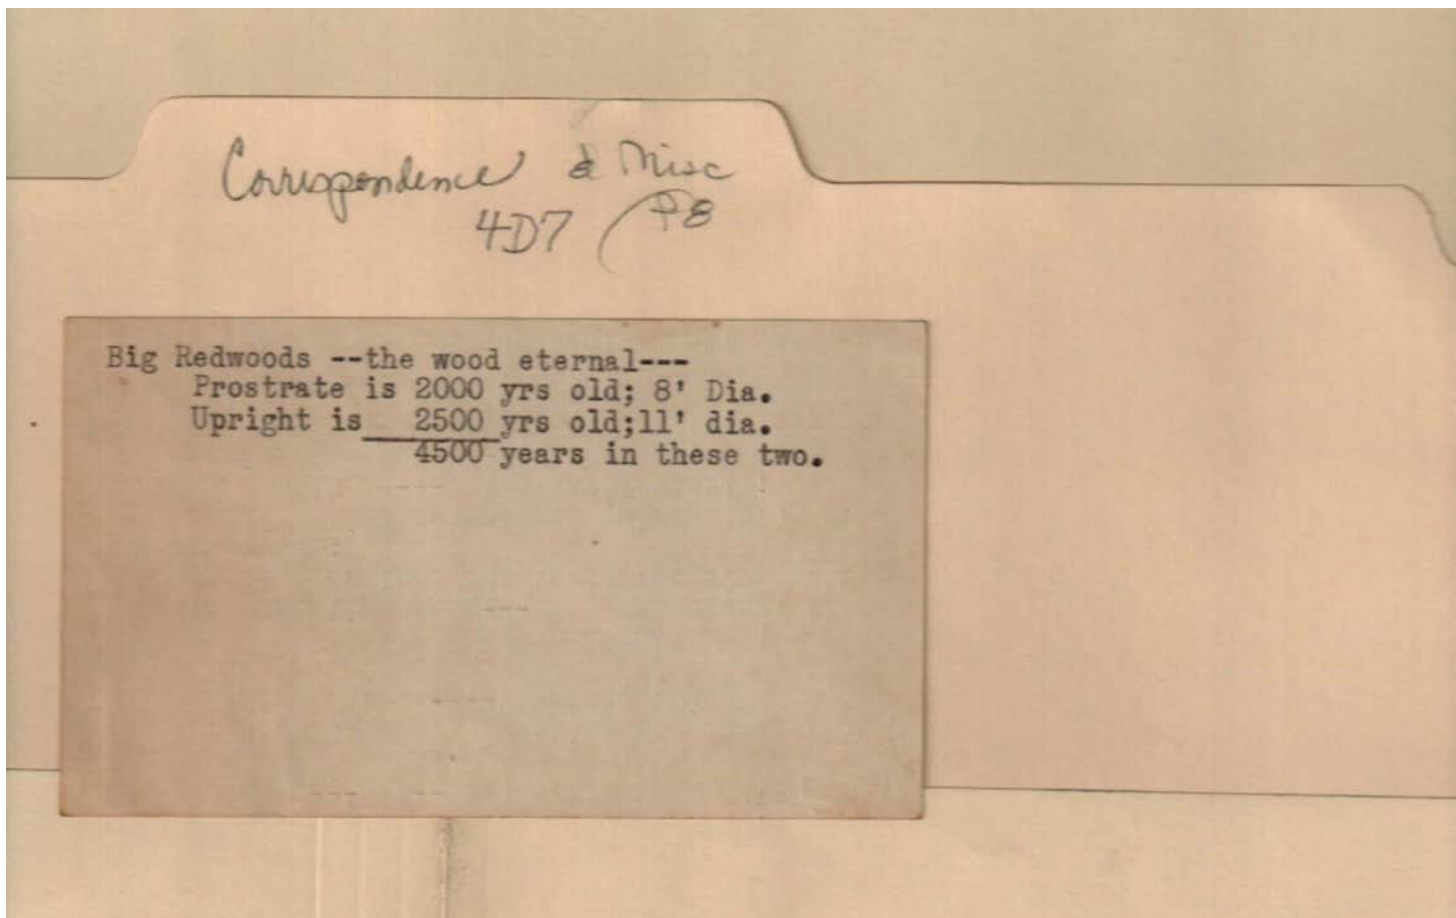 Correspondence & Misc
4D7 (P8
Big Redwoods --the wood eternal---
Prostrate is 2000 yrs old; 8' Dia.
Upright is 2500 yrs old;11' dia.
4500 years in these two.